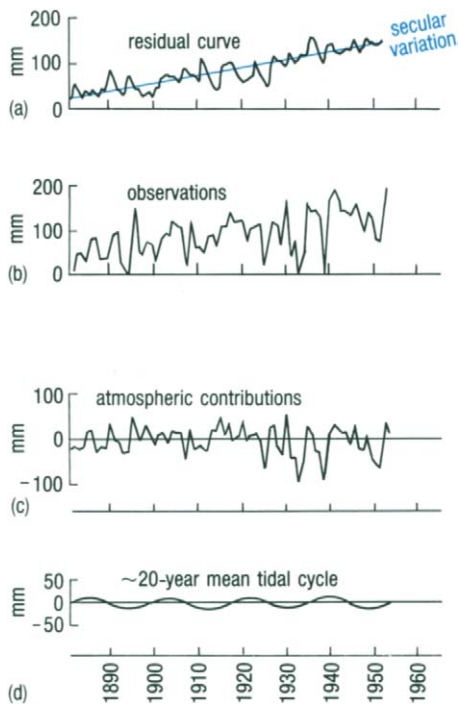 200
100
0
mm
(a)
residual curve
secular
variation
200
100
0
mm
(b)
observations
100
0
−100
mm
(c)
atmospheric contributions
50
0
−50
mm
(d)
~20-year mean tidal cycle
1890
1900
1910
1920
1930
1940
1950
1960